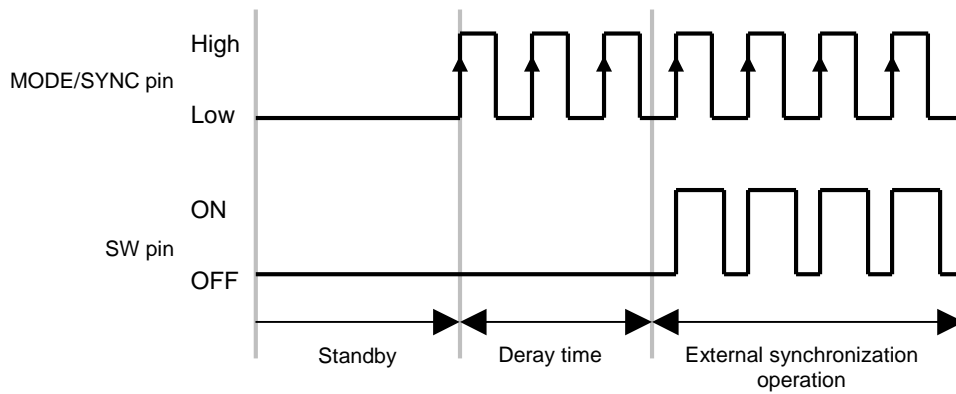 High
MODE/SYNC pin
Low
ON
SW pin
OFF
Standby
Deray time
External synchronization
operation